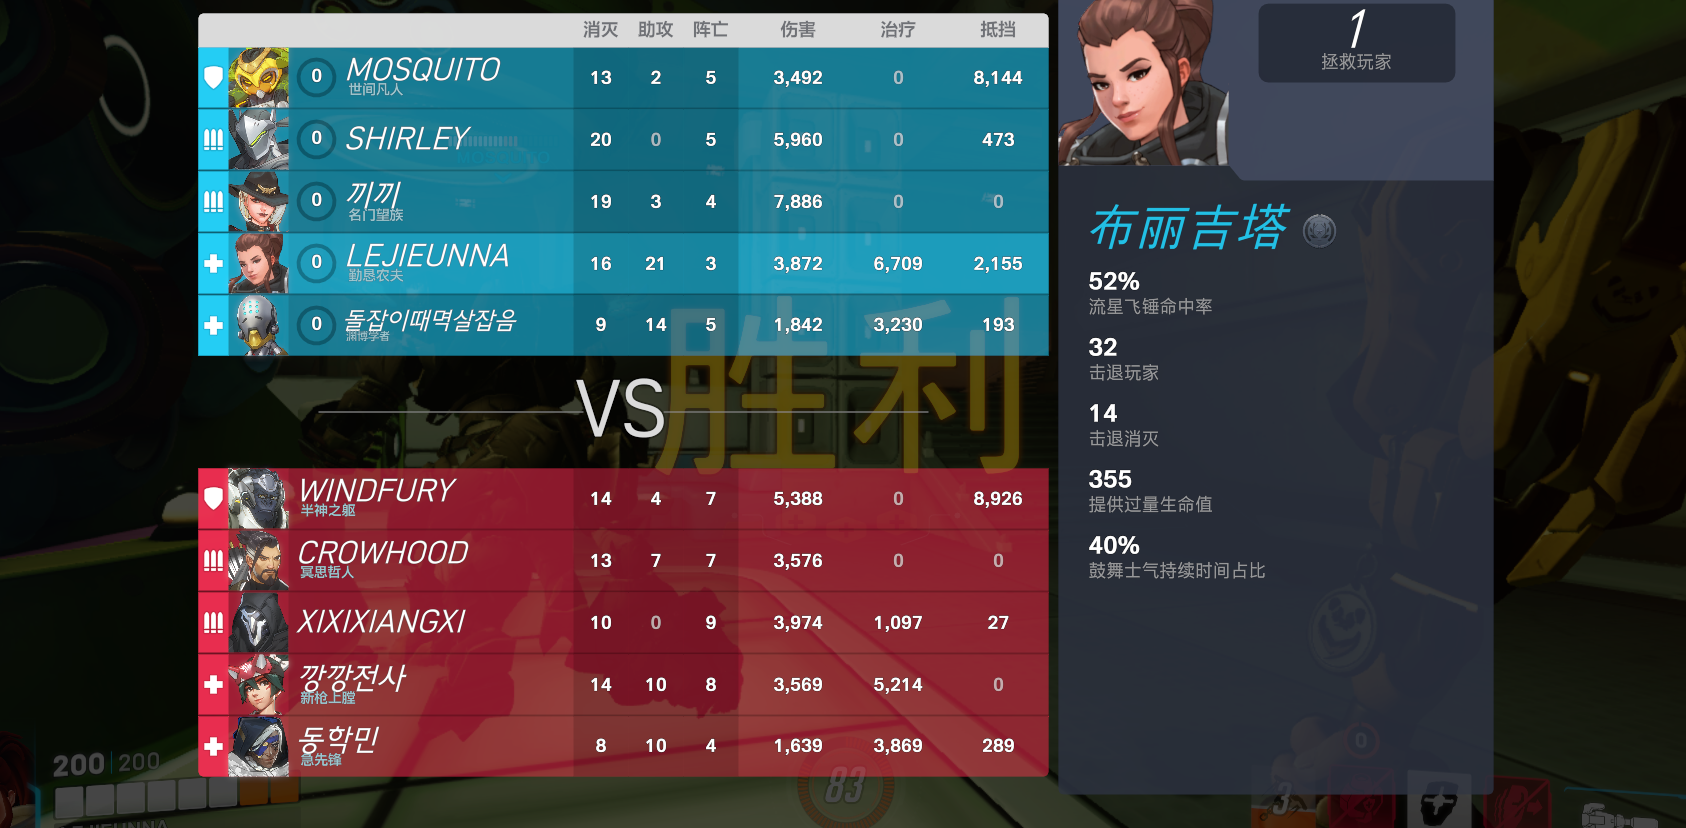 消灭 助攻 阵亡 伤害 治疗 抵挡
0 MOSQUITO 13 2 5 3,492 0 8,144
世间凡人
0 SHIRLEY 20 0 5 5,960 0 473
0 끼끼 19 3 4 7,886 0 0
名门望族
0 LEJIEUNNA 16 21 3 3,872 6,709 2,155
勤恳农夫
0 돌잡이때멱살잡음 9 14 5 1,842 3,230 193
渊博学者
胜利
VS
WINDFURY 14 4 7 5,388 0 8,926
半神之躯
CROWHOOD 13 7 7 3,576 0 0
冥思哲人
XIXIXIANGXI 10 0 9 3,974 1,097 27
깡깡전사 14 10 8 3,569 5,214 0
新枪上膛
동학민 8 10 4 1,639 3,869 289
急先锋
1
拯救玩家
布丽吉塔
52%
流星飞锤命中率
32
击退玩家
14
击退消灭
355
提供过量生命值
40%
鼓舞士气持续时间占比
0
200 200
83
3
LEJIEUNNA